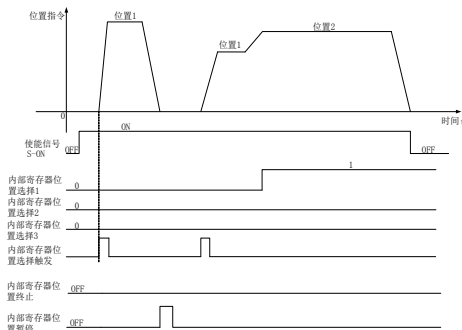 位置指令
位置1
位置1
位置2
0
时间
使能信号
S-ON
OFF
ON
OFF
内部寄存器位
置选择1
0
1
内部寄存器位
置选择2
0
内部寄存器位
置选择3
0
内部寄存器位
置选择触发
内部寄存器位
置终止
OFF
内部寄存器位
置暂停
OFF